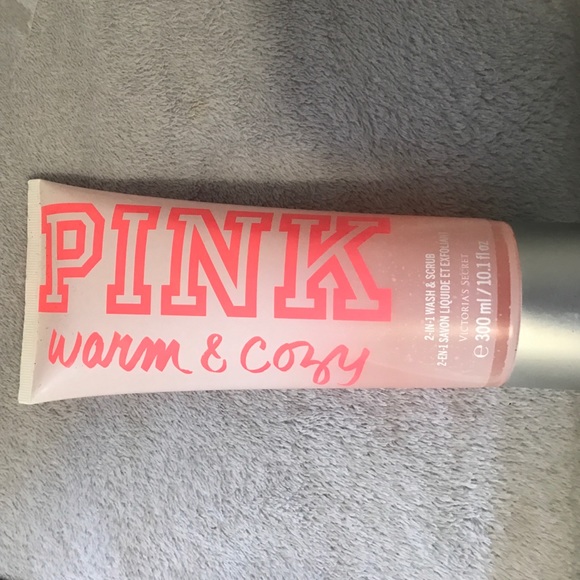 PINK
warm & cozy
2-IN-1 WASH & SCRUB
2-EN-1 SAVON LIQUIDE ET EXFOLIANT
VICTORIA'S SECRET
e 300 ml / 10.1 fl oz